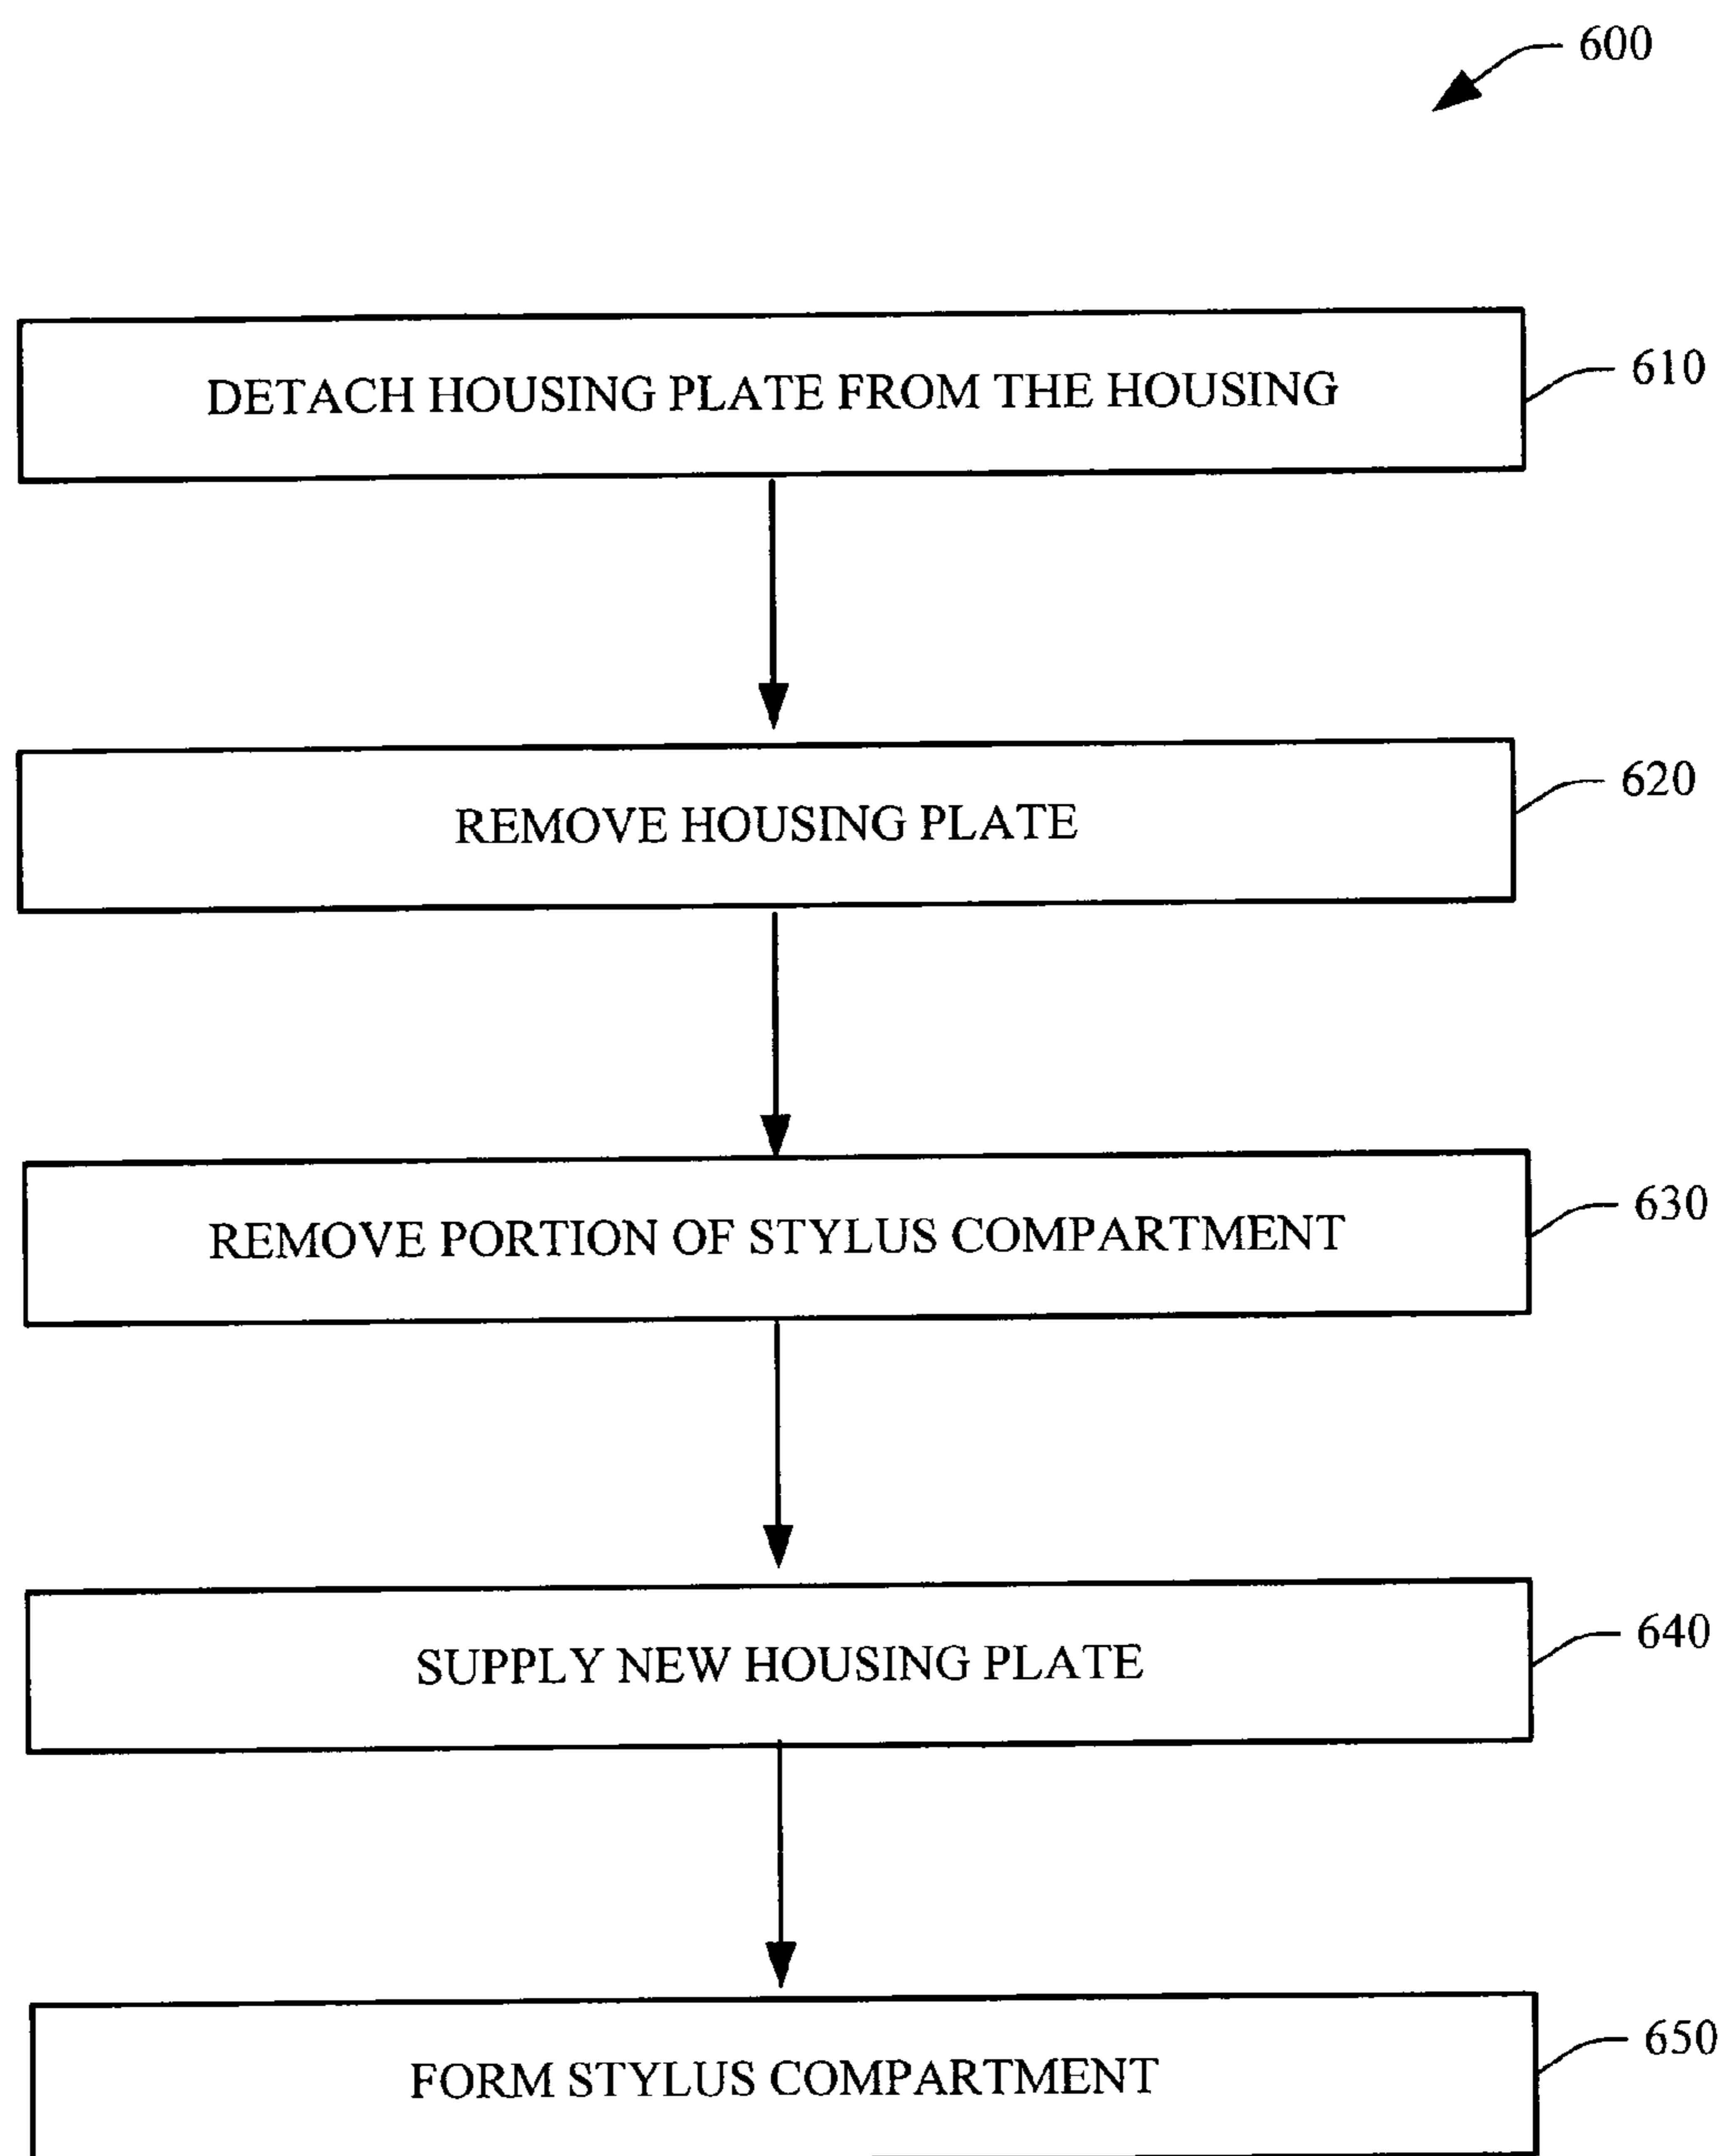 600
DETACH HOUSING PLATE FROM THE HOUSING
610
REMOVE HOUSING PLATE
620
REMOVE PORTION OF STYLUS COMPARTMENT
630
SUPPLY NEW HOUSING PLATE
640
FORM STYLUS COMPARTMENT
650